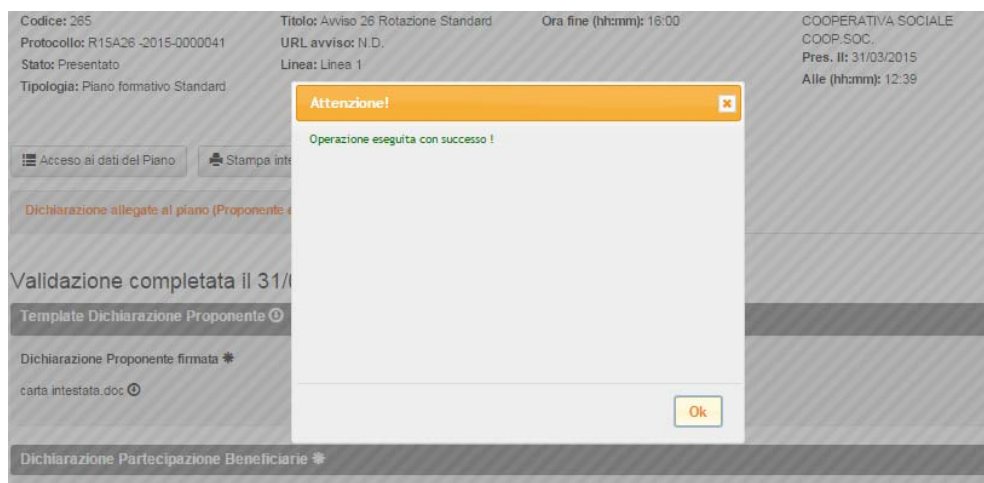 Codice: 265
Protocollo: R15A26 -2015-0000041
Stato: Presentato
Tipologia: Piano formativo Standard
Titolo: Avviso 26 Rotazione Standard
URL avviso: N.D.
Linea: Linea 1
Ora fine (hh:mm): 16:00
COOPERATIVA SOCIALE
COOP.SOC.
Pres. Il: 31/03/2015
Alle (hh:mm): 12:39
Attenzione!
Operazione eseguita con successo !
Ok
Acceso ai dati del Piano
Stampa inte
Dichiarazione allegate al piano (Proponente e
Validazione completata il 31/
Template Dichiarazione Proponente
Dichiarazione Proponente firmata *
carta intestata.doc
Dichiarazione Partecipazione Beneficiarie *